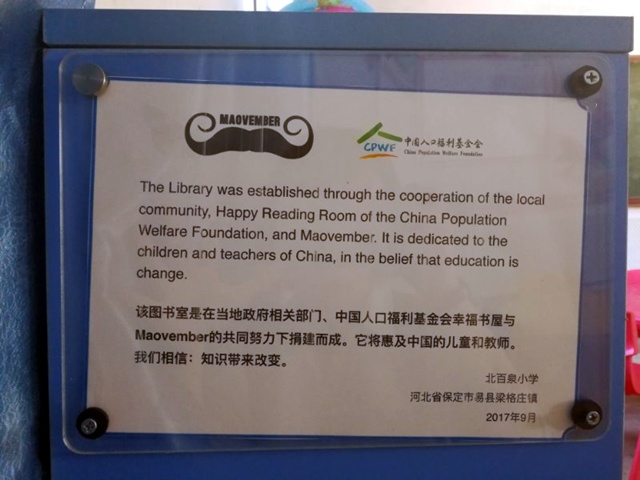 MAOVEMBER
CPWF 中国人口福利基金会
China Population Welfare Foundation
The Library was established through the cooperation of the local
community, Happy Reading Room of the China Population
Welfare Foundation, and Maovember. It is dedicated to the
children and teachers of China, in the belief that education is
change.
该图书室是在当地政府相关部门、中国人口福利基金会幸福书屋与
Maovember的共同努力下捐建而成。它将惠及中国的儿童和教师。
我们相信：知识带来改变。
北百泉小学
河北省保定市易县梁格庄镇
2017年9月